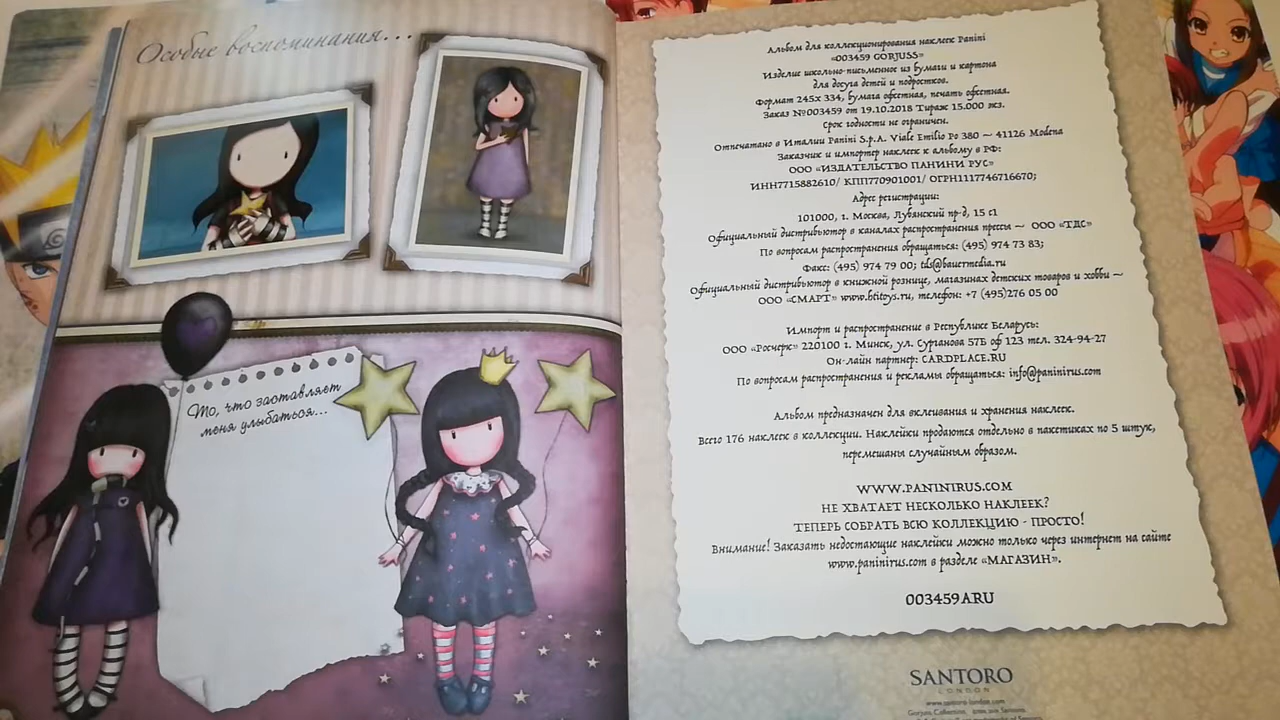 Особые воспоминания...
То, что заставляет
меня улыбаться...
Альбом для коллекционирования наклеек Panini
«003459 GORJUSS»
Изделие школьно-письменное из бумаги и картона
для досуга детей и подростков.
Формат 245х 334, бумага офсетная, печать офсетная.
Заказ №003459 от 19.10.2018 Тираж 15.000 экз.
Срок годности не ограничен.
Отпечатано в Италии Panini S.p.A. Viale Emilio Po 380 ~ 41126 Modena
Заказчик и импортер наклеек к альбому в РФ:
ООО «ИЗДАТЕЛЬСТВО ПАНИНИ РУС»
ИНН7715882610/ КПП770901001/ ОГРН1117746716670;
Адрес регистрации:
101000, г. Москва, Лубянский пр-д, 15 с1
Официальный дистрибьютор в каналах распространения прессы ~ ООО «ТДС»
По вопросам распространения обращаться: (495) 974 73 83;
Факс: (495) 974 79 00; tds@bauermedia.ru
Официальный дистрибьютор в книжной рознице, магазинах детских товаров и хобби ~
ООО «СМАРТ» www.btitoys.ru, телефон: +7 (495)276 05 00
Импорт и распространение в Республике Беларусь:
ООО «Росчерк» 220100 г. Минск, ул. Сурганова 57Б оф 123 тел. 324-94-27
Он-лайн партнер: CARDPLACE.RU
По вопросам распространения и рекламы обращаться: info@paninirus.com
Альбом предназначен для вклеивания и хранения наклеек.
Всего 176 наклеек в коллекции. Наклейки продаются отдельно в пакетиках по 5 штук,
перемешаны случайным образом.
WWW.PANINIRUS.COM
НЕ ХВАТАЕТ НЕСКОЛЬКО НАКЛЕЕК?
ТЕПЕРЬ СОБРАТЬ ВСЮ КОЛЛЕКЦИЮ - ПРОСТО!
Внимание! Заказать недостающие наклейки можно только через интернет на сайте
www.paninirus.com в разделе «МАГАЗИН».
003459ARU
SANTORO
LONDON
www.santoro-london.com